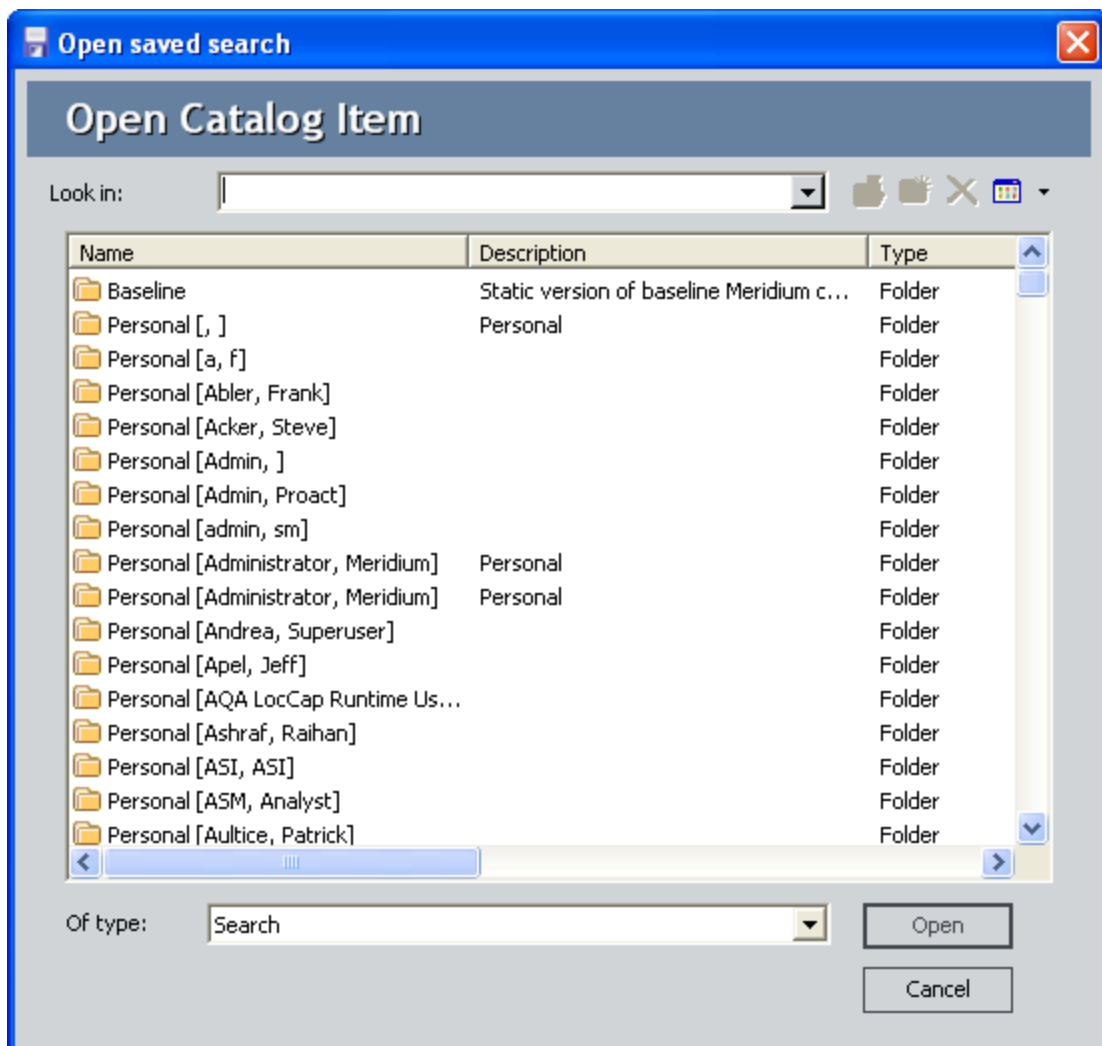 Open saved search
Open Catalog Item
Look in:
Name Description Type
Baseline Static version of baseline Meridium c... Folder
Personal [, ] Personal Folder
Personal [a, f] Folder
Personal [Abler, Frank] Folder
Personal [Acker, Steve] Folder
Personal [Admin, ] Folder
Personal [Admin, Proact] Folder
Personal [admin, sm] Folder
Personal [Administrator, Meridium] Personal Folder
Personal [Administrator, Meridium] Personal Folder
Personal [Andrea, Superuser] Folder
Personal [Apel, Jeff] Folder
Personal [AQA LocCap Runtime Us... Folder
Personal [Ashraf, Raihan] Folder
Personal [ASI, ASI] Folder
Personal [ASM, Analyst] Folder
Personal [Aultice, Patrick] Folder
Of type: Search Open
Cancel